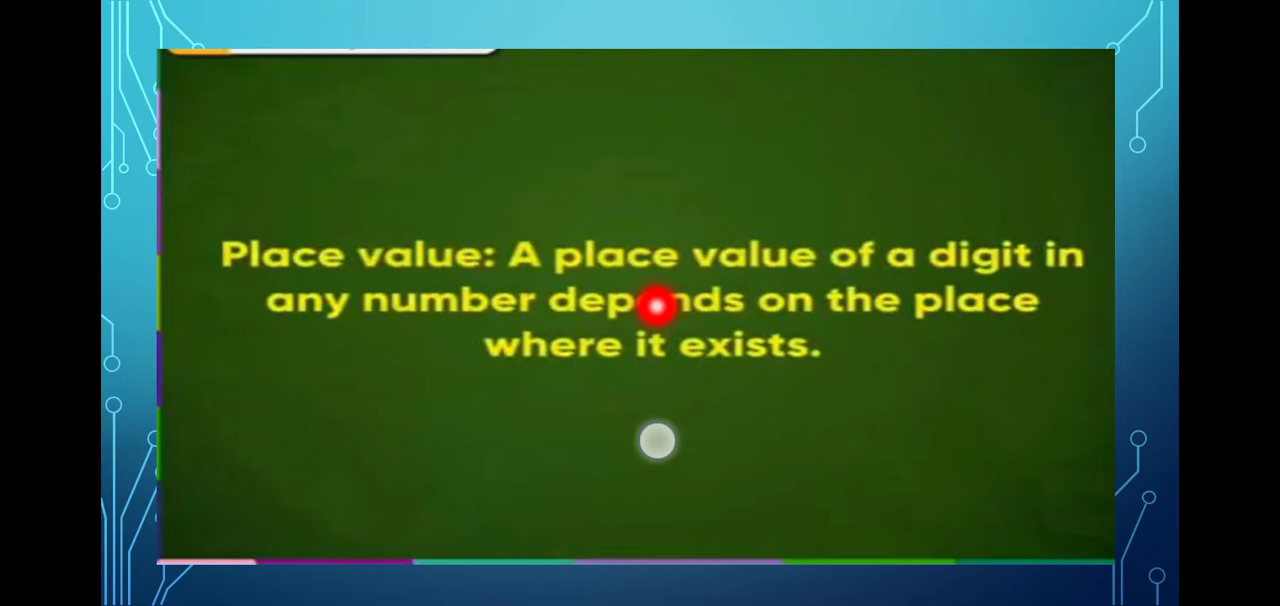 Place value: A place value of a digit in
any number depends on the place
where it exists.